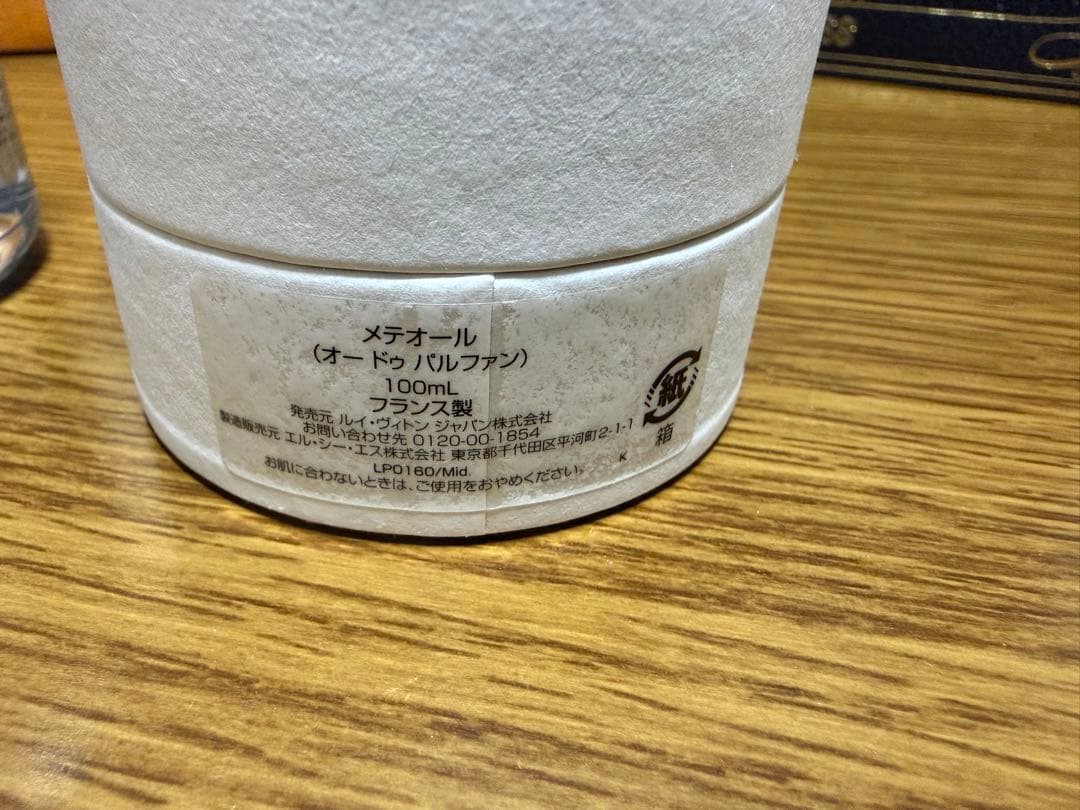 メテオール
（オー ドゥ パルファン）
100mL
フランス製
発売元 ルイ・ヴィトン ジャパン株式会社
お問い合わせ先 0120-00-1854
製造販売元 エル・シー・エス株式会社 東京都千代田区平河町2-1-1
LP0160/Mid.
K
お肌に合わないときは、ご使用をおやめください。
紙
箱